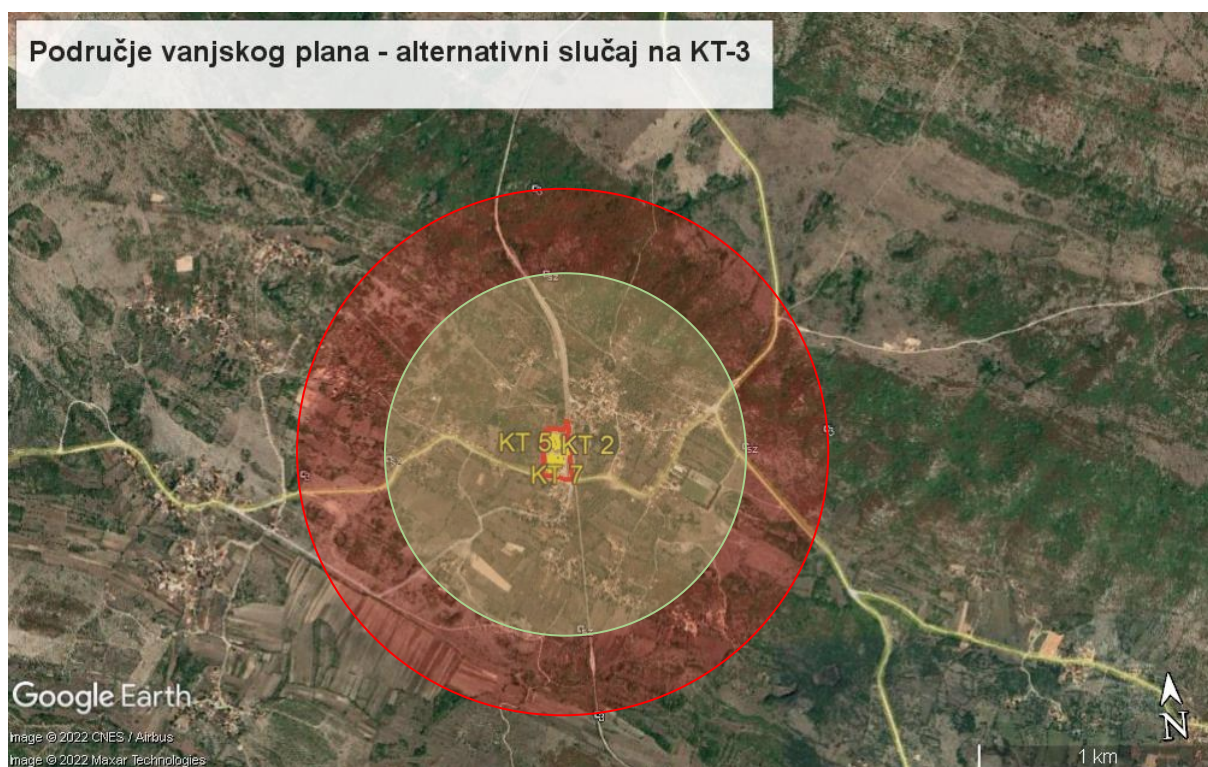 Područje vanjskog plana - alternativni slučaj na KT-3
KT 5
KT 2
KT 7
Google Earth
Image © 2022 CNES / Airbus
Image © 2022 Maxar Technologies
N
1 km